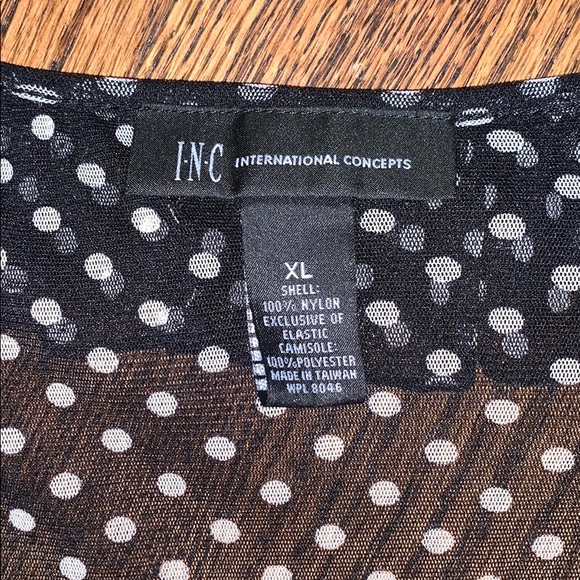 I·N·C INTERNATIONAL CONCEPTS
XL
SHELL:
100% NYLON
EXCLUSIVE OF
ELASTIC
CAMISOLE:
100%POLYESTER
MADE IN TAIWAN
WPL 8046